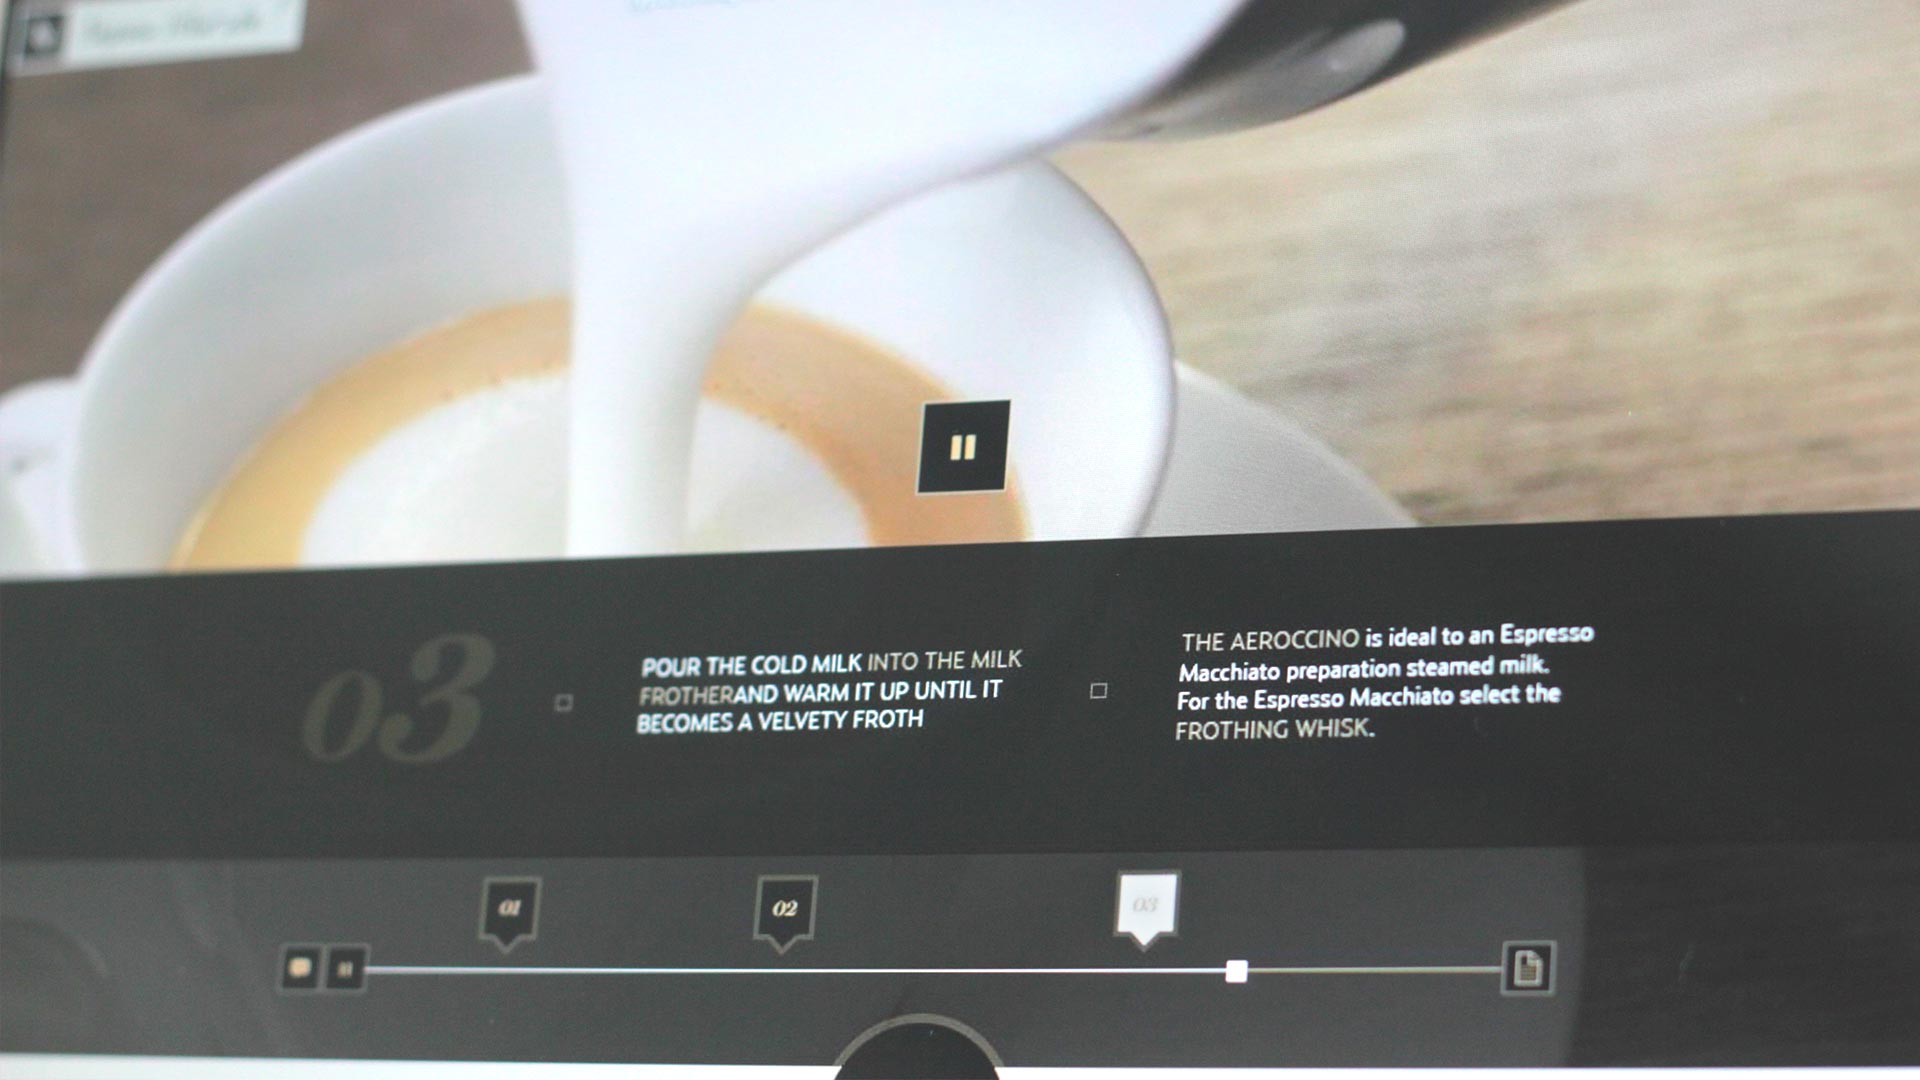 03
POUR THE COLD MILK INTO THE MILK
FROTHERAND WARM IT UP UNTIL IT
BECOMES A VELVETY FROTH
THE AEROCCINO is ideal to an Espresso
Macchiato preparation steamed milk.
For the Espresso Macchiato select the
FROTHING WHISK.
01
02
03